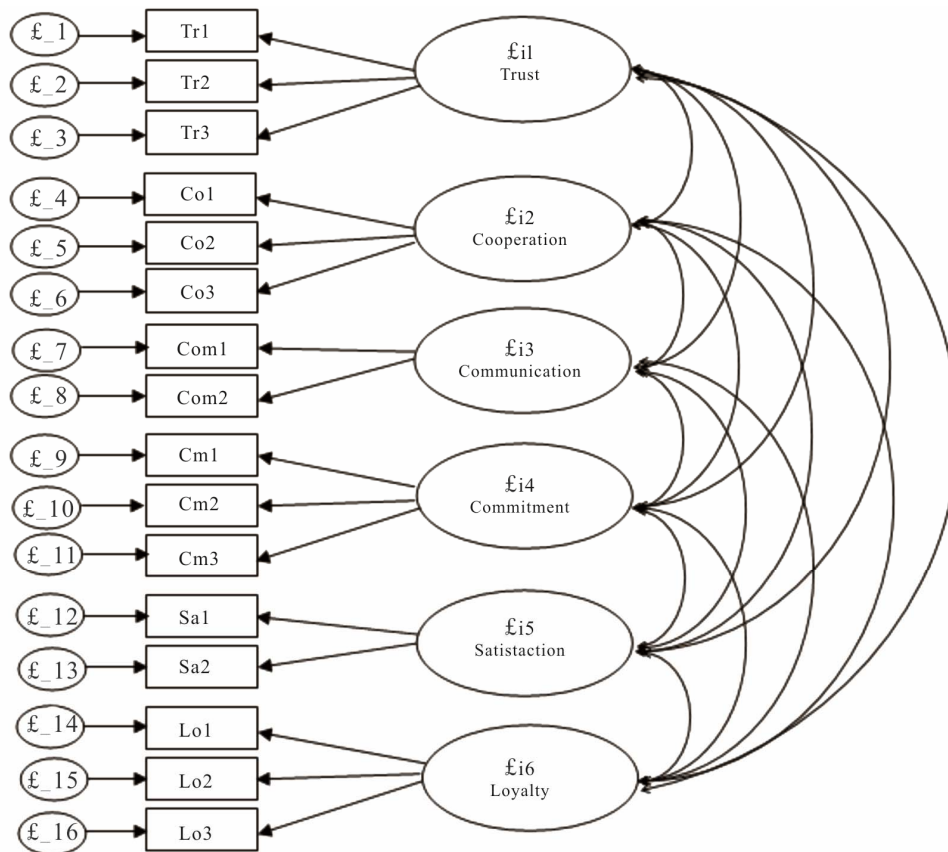 £_1
Tr1
£_2
Tr2
£_3
Tr3
£i1
Trust
£_4
Co1
£_5
Co2
£_6
Co3
£i2
Cooperation
£_7
Com1
£_8
Com2
£i3
Communication
£_9
Cm1
£_10
Cm2
£_11
Cm3
£i4
Commitment
£_12
Sa1
£_13
Sa2
£i5
Satistaction
£_14
Lo1
£_15
Lo2
£_16
Lo3
£i6
Loyalty